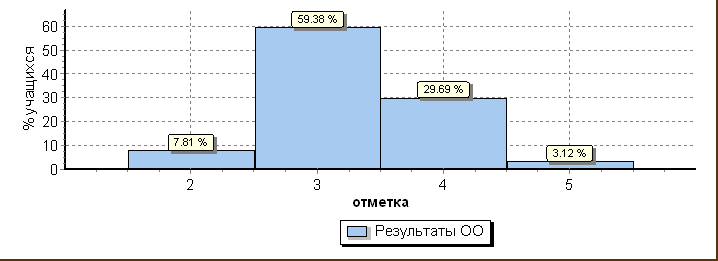 % учащихся
60
50
40
30
20
10
0
7.81 %
59.38 %
29.69 %
3.12 %
2 3 4 5
отметка
Результаты ОО